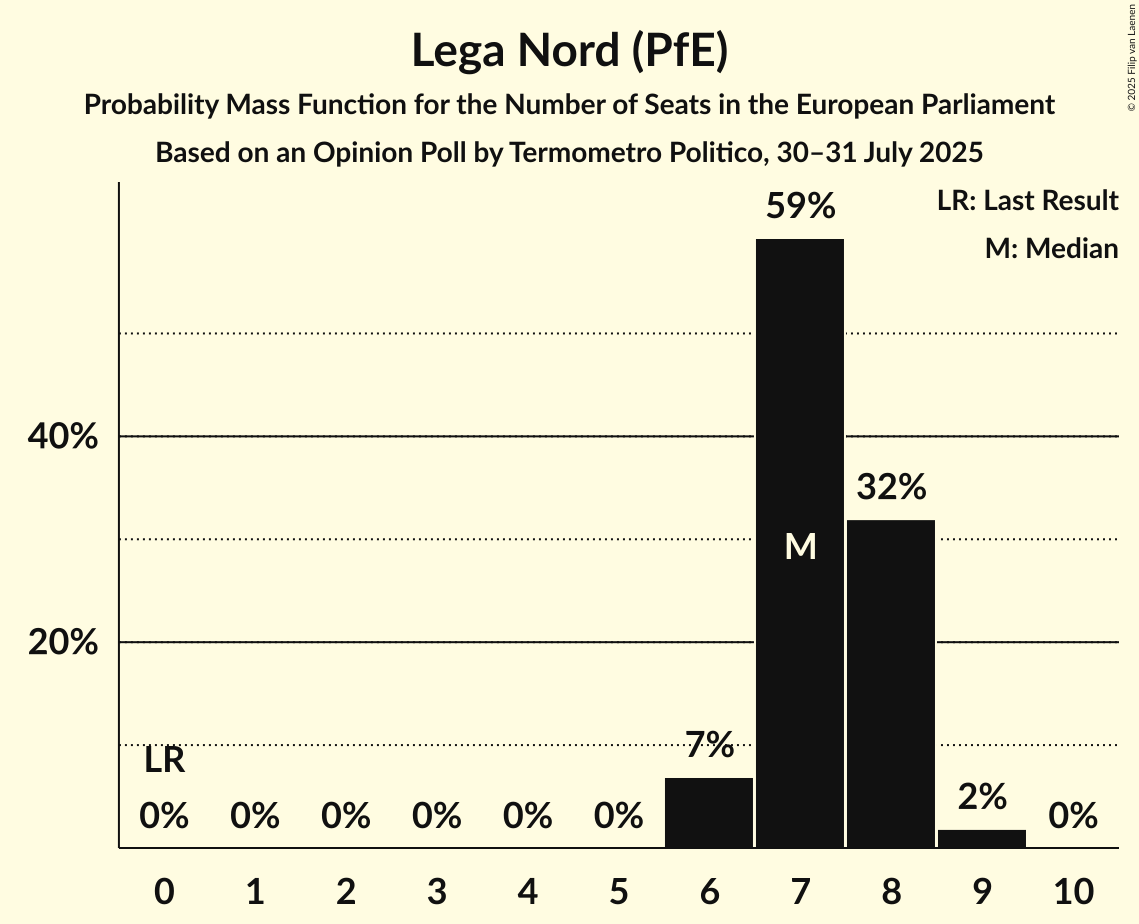 Lega Nord (PfE)
Probability Mass Function for the Number of Seats in the European Parliament
Based on an Opinion Poll by Termometro Politico, 30–31 July 2025
© 2025 Filip van Laenen
LR: Last Result
M: Median
59%
40%
32%
M
20%
LR
7%
2%
0% 0% 0% 0% 0% 0% 0%
0 1 2 3 4 5 6 7 8 9 10